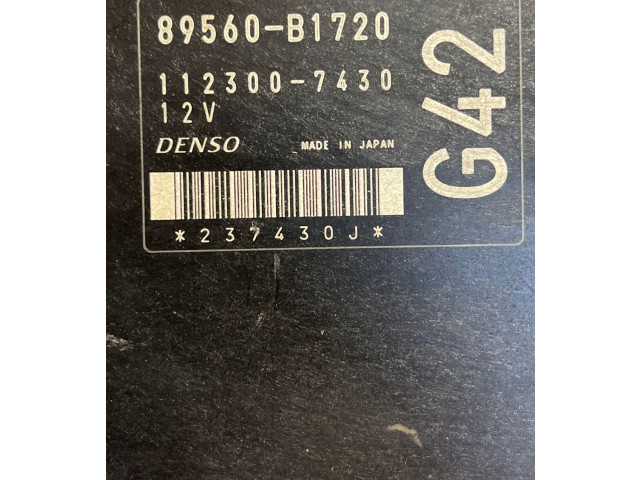 89560-B1720
112300-7430
12V
DENSO MADE IN JAPAN
*237430J*
G42